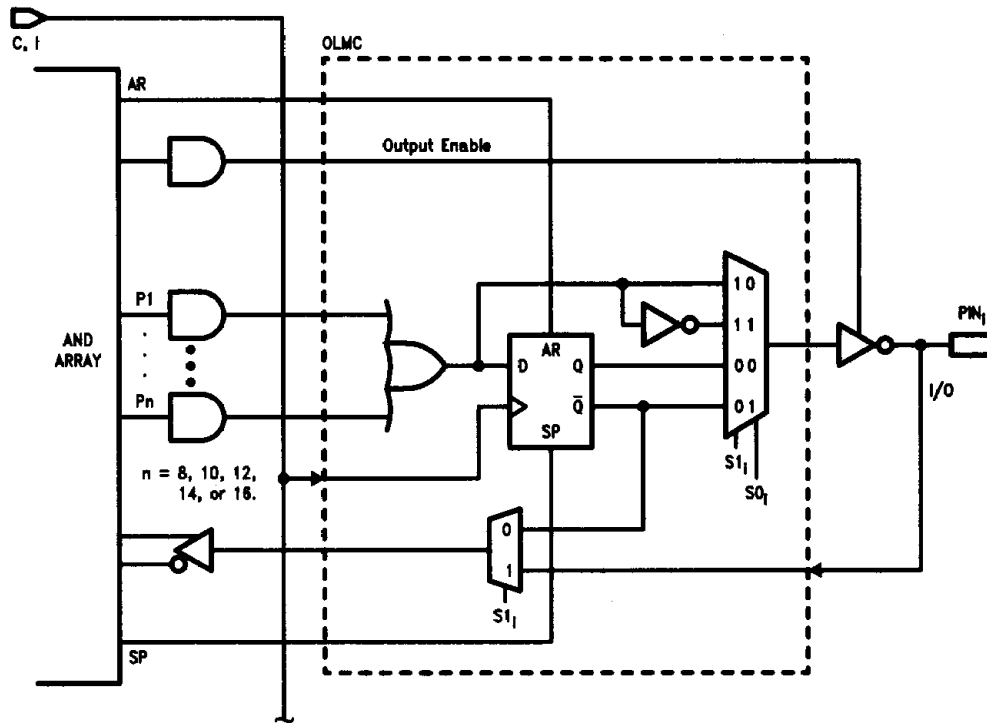 C, I
OLMC
AR
Output Enable
P1
AND
ARRAY
Pn
n = 8, 10, 12,
14, or 16.
AR
D
Q
Q̅
SP
1 0
1 1
0 0
0 1
S1i
S0i
PINi
I/O
0
1
S1i
SP